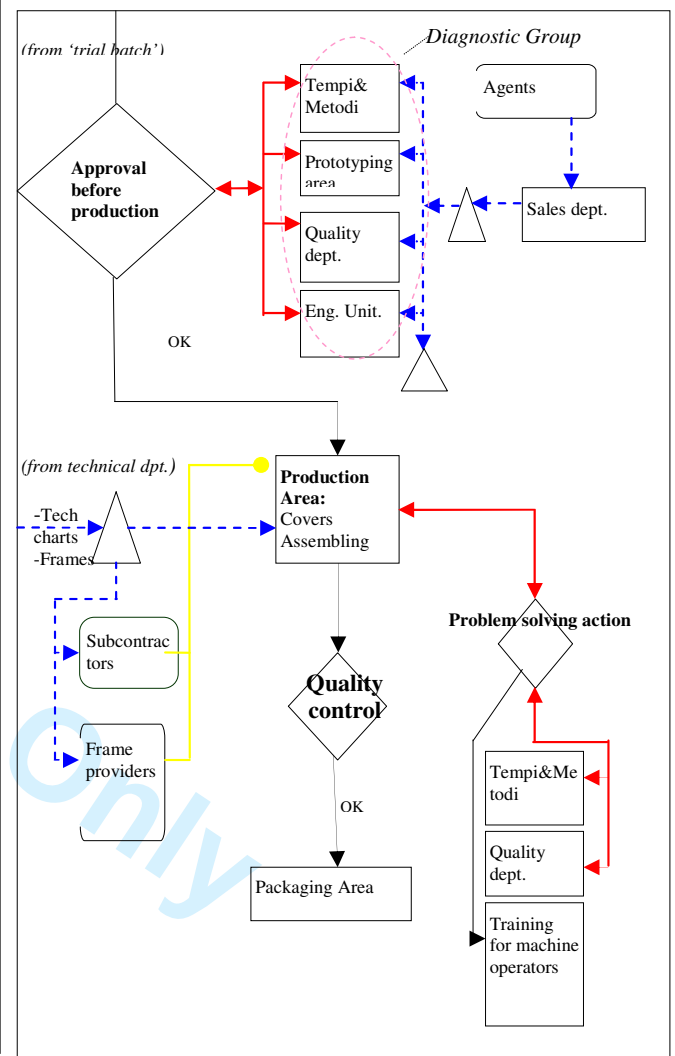 (from ‘trial batch’)
Diagnostic Group
Tempi&
Metodi
Agents
Approval
before
production
Prototyping
area
Sales dept.
Quality
dept.
Eng. Unit.
OK
(from technical dpt.)
Production
Area:
Covers
Assembling
-Tech
charts
-Frames
Problem solving action
Subcontrac
tors
Quality
control
Frame
providers
Tempi&Me
todi
OK
Quality
dept.
Packaging Area
Training
for machine
operators
Only